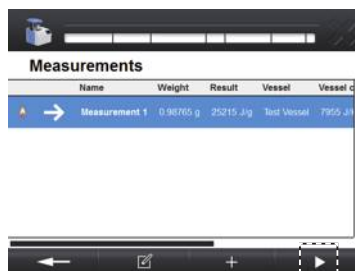 Measurements
Name Weight Result Vessel Vessel c
Measurement 1 0.98765 g 25215 J/g Test Vessel 7955 J/